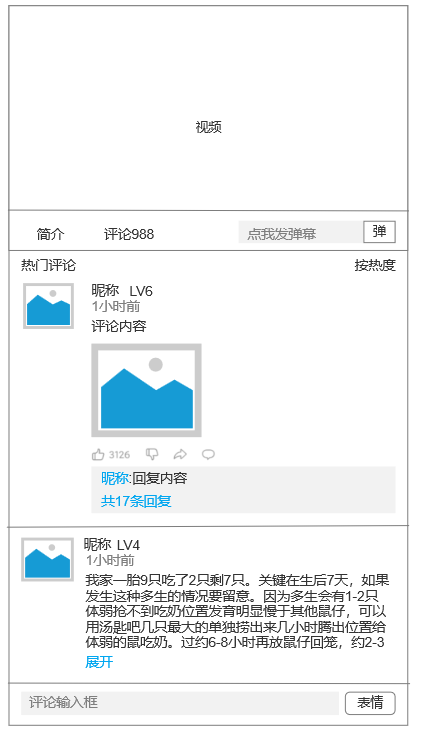 视频
简介 评论988 点我发弹幕 弹
热门评论 按热度
昵称 LV6
1小时前
评论内容
3126
昵称:回复内容
共17条回复
昵称 LV4
1小时前
我家一胎9只吃了2只剩7只。关键在生后7天，如果
发生这种多生的情况要留意。因为多生会有1-2只
体弱抢不到吃奶位置发育明显慢于其他鼠仔，可以
用汤匙吧几只最大的单独捞出来几小时腾出位置给
体弱的鼠吃奶。过约6-8小时再放鼠仔回笼，约2-3
展开
评论输入框 表情